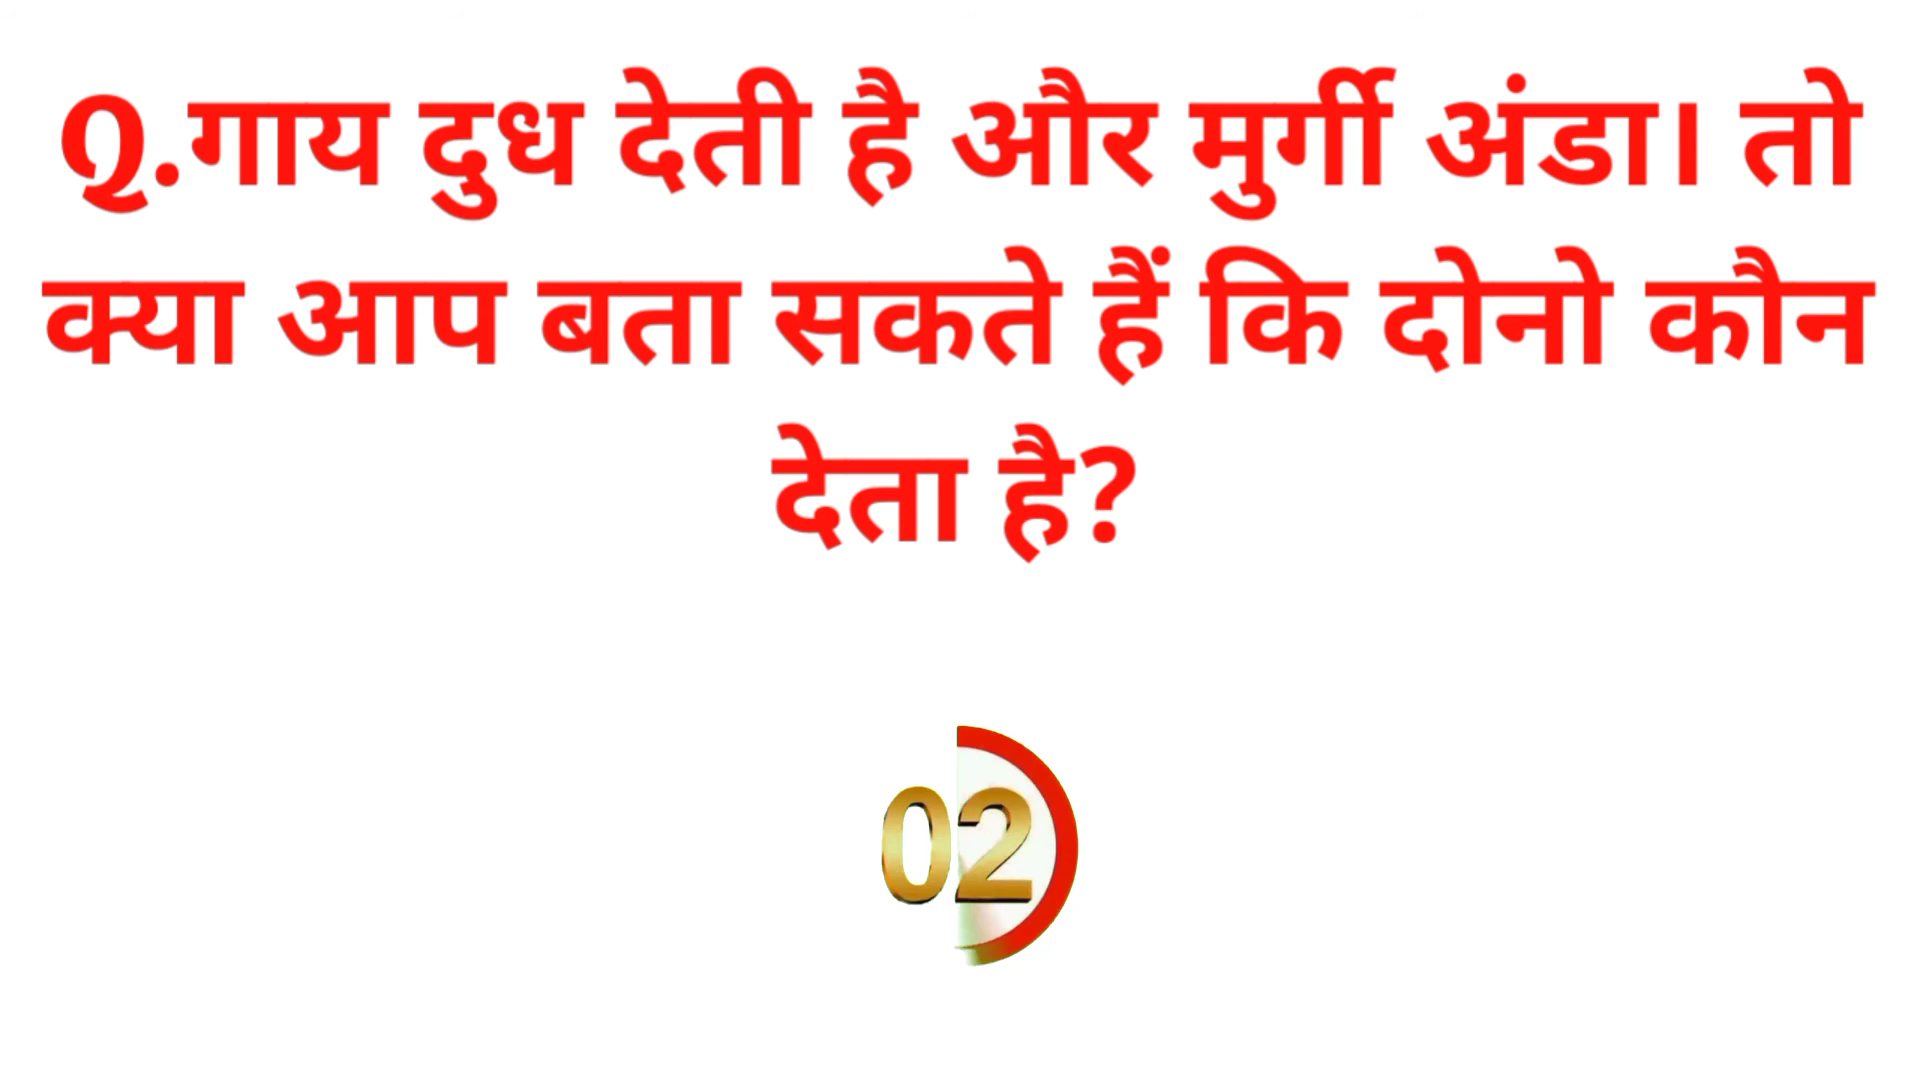 Q.गाय दुध देती है और मुर्गी अंडा। तो
क्या आप बता सकते हैं कि दोनो कौन
देता है?
02